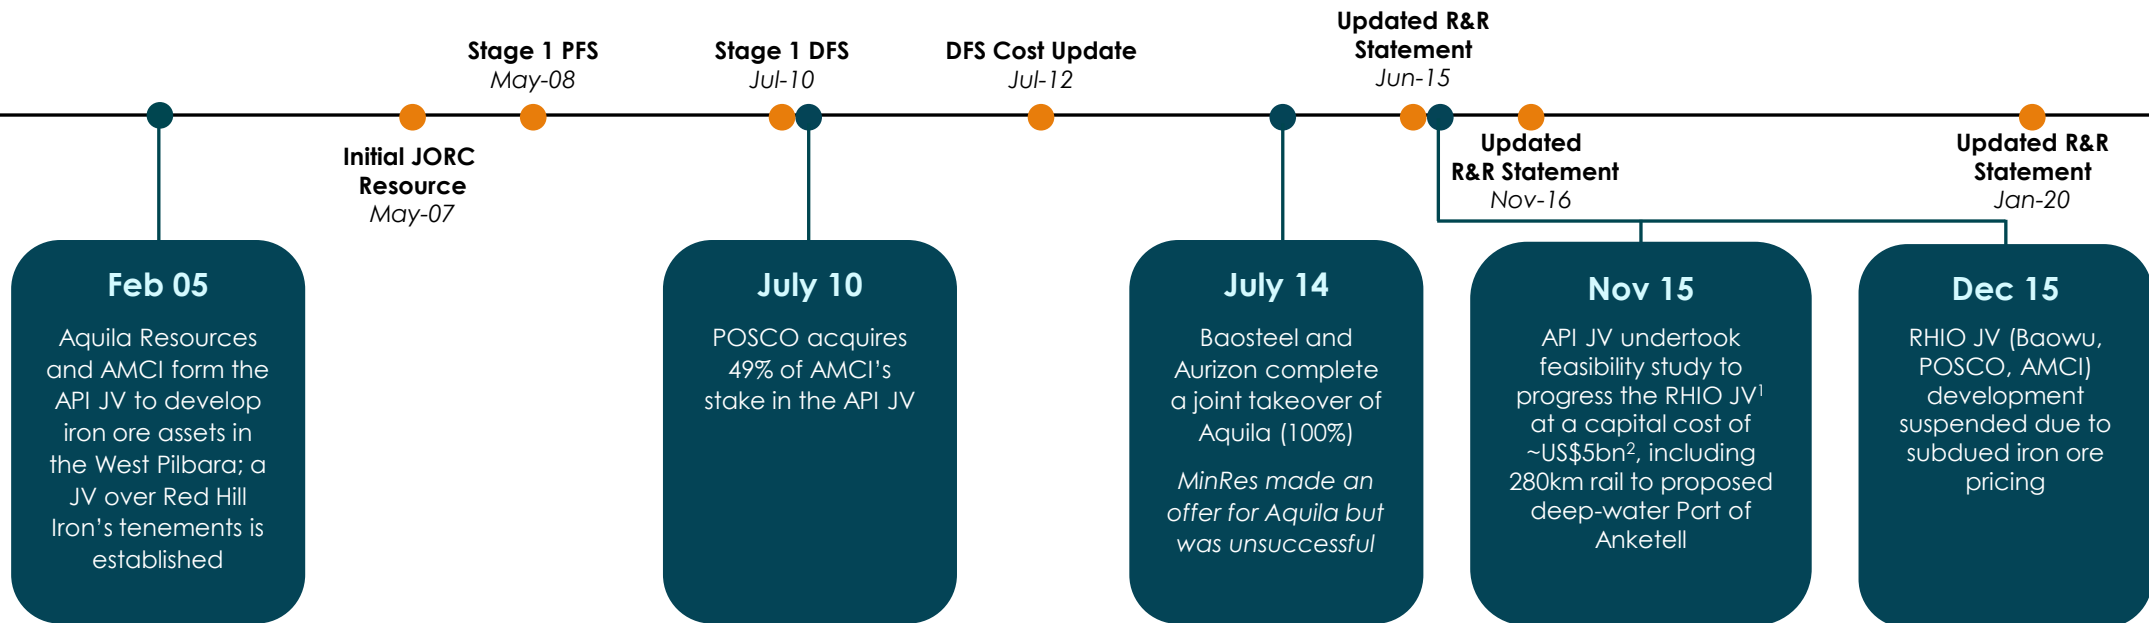 Stage 1 PFS
May-08
Stage 1 DFS
Jul-10
DFS Cost Update
Jul-12
Updated R&R
Statement
Jun-15
Initial JORC
Resource
May-07
Updated
R&R Statement
Nov-16
Updated R&R
Statement
Jan-20
Feb 05
Aquila Resources
and AMCI form the
API JV to develop
iron ore assets in
the West Pilbara; a
JV over Red Hill
Iron’s tenements is
established
July 10
POSCO acquires
49% of AMCI’s
stake in the API JV
July 14
Baosteel and
Aurizon complete
a joint takeover of
Aquila (100%)
MinRes made an
offer for Aquila but
was unsuccessful
Nov 15
API JV undertook
feasibility study to
progress the RHIO JV¹
at a capital cost of
~US$5bn², including
280km rail to proposed
deep-water Port of
Anketell
Dec 15
RHIO JV (Baowu,
POSCO, AMCI)
development
suspended due to
subdued iron ore
pricing